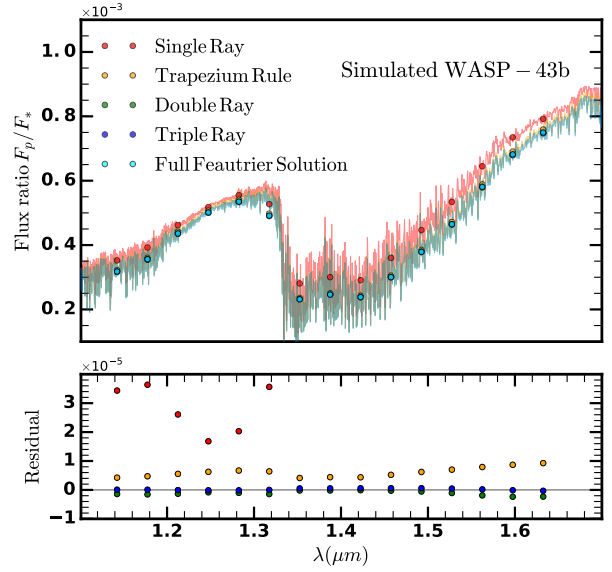 ×10⁻³
1.0
0.8
0.6
0.4
0.2
Flux ratio F_p/F_*
Single Ray
Trapezium Rule
Double Ray
Triple Ray
Full Feautrier Solution
Simulated WASP − 43b
×10⁻⁵
3
2
1
0
−1
Residual
1.2 1.3 1.4 1.5 1.6
λ(μm)